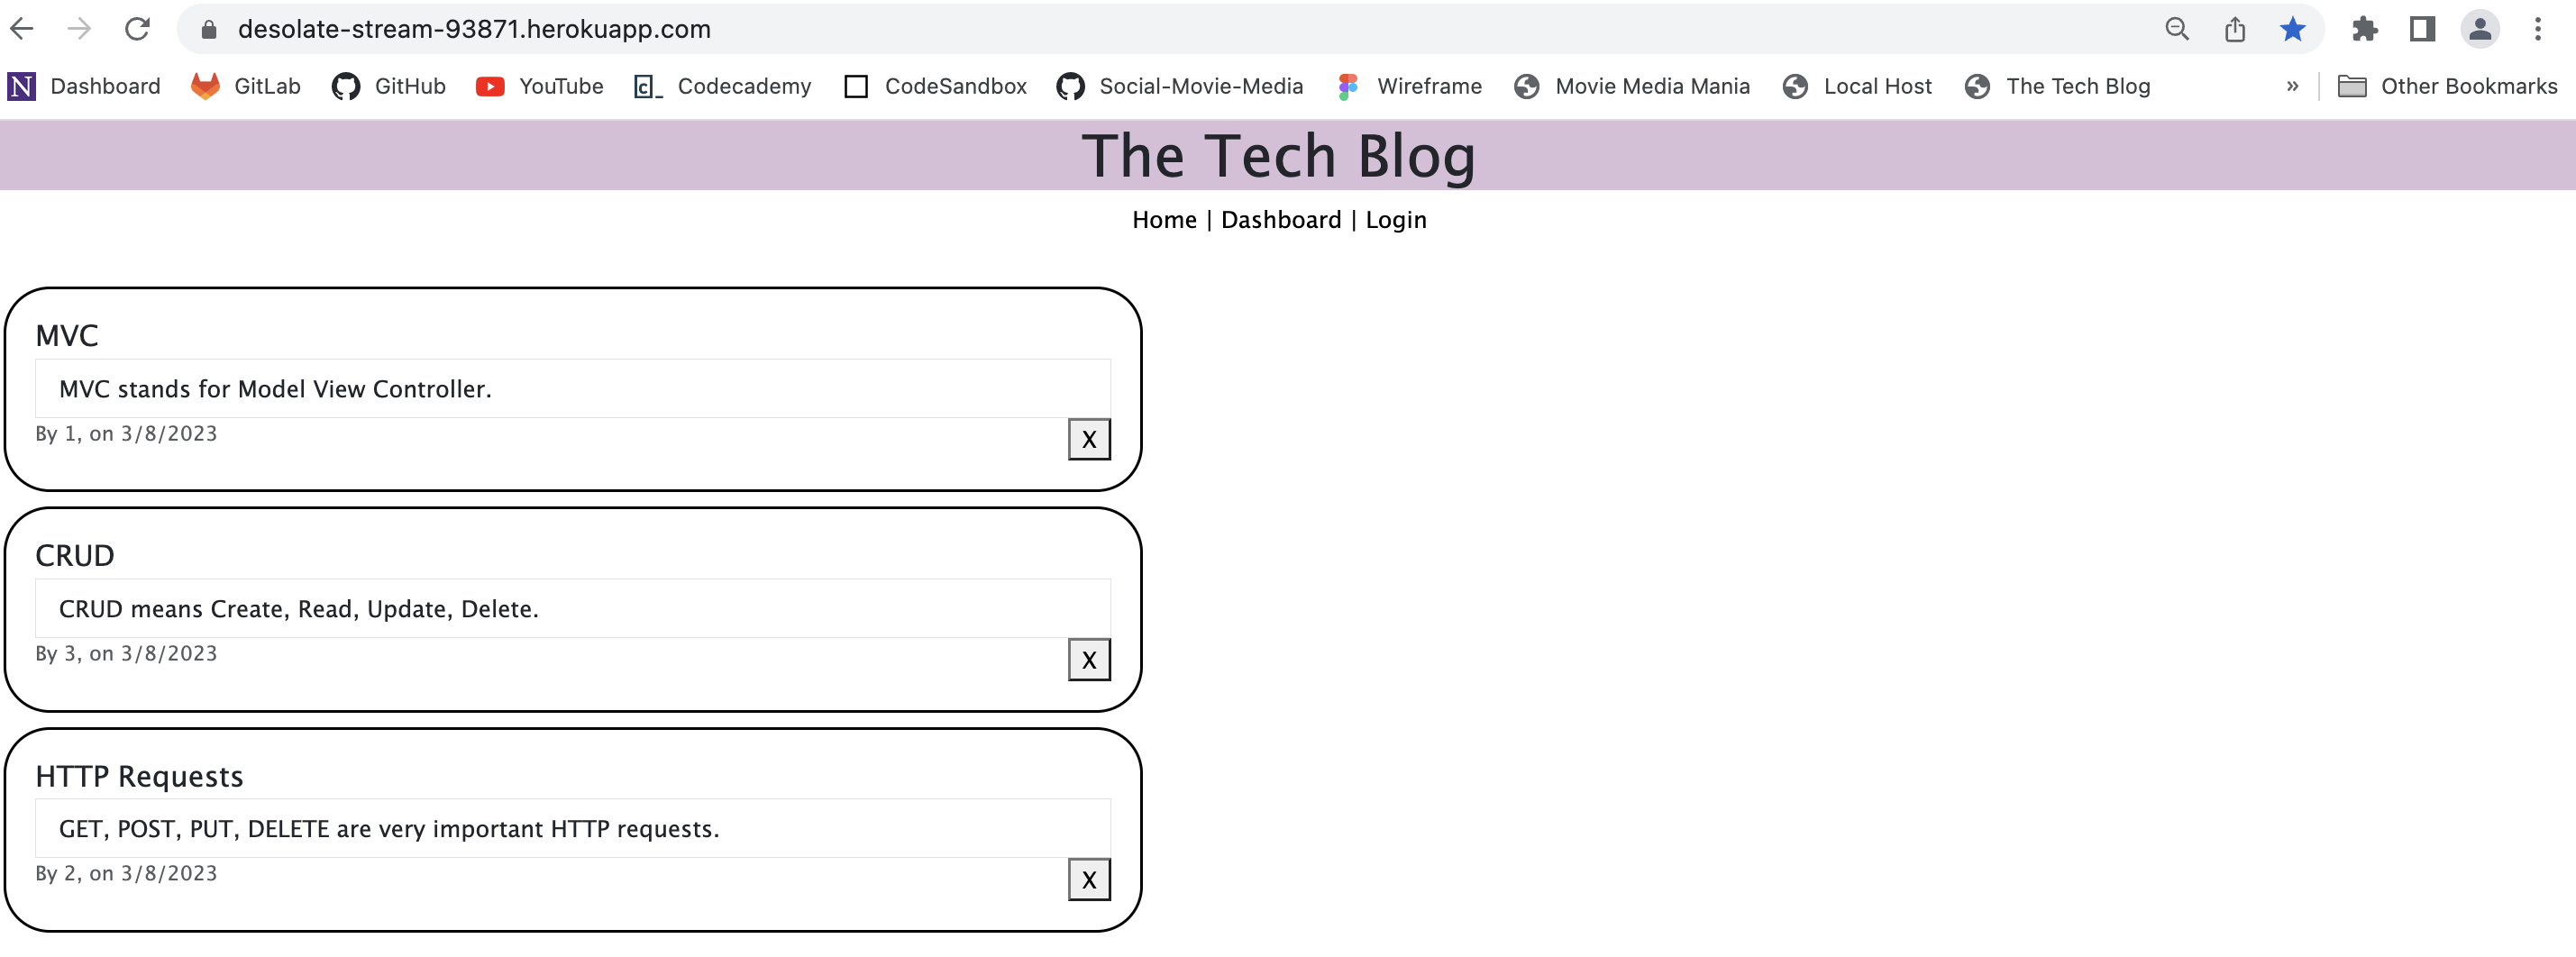 desolate-stream-93871.herokuapp.com
N Dashboard GitLab GitHub YouTube c_ Codecademy CodeSandbox Social-Movie-Media Wireframe Movie Media Mania Local Host The Tech Blog » Other Bookmarks
The Tech Blog
Home | Dashboard | Login
MVC
MVC stands for Model View Controller.
By 1, on 3/8/2023
X
CRUD
CRUD means Create, Read, Update, Delete.
By 3, on 3/8/2023
X
HTTP Requests
GET, POST, PUT, DELETE are very important HTTP requests.
By 2, on 3/8/2023
X